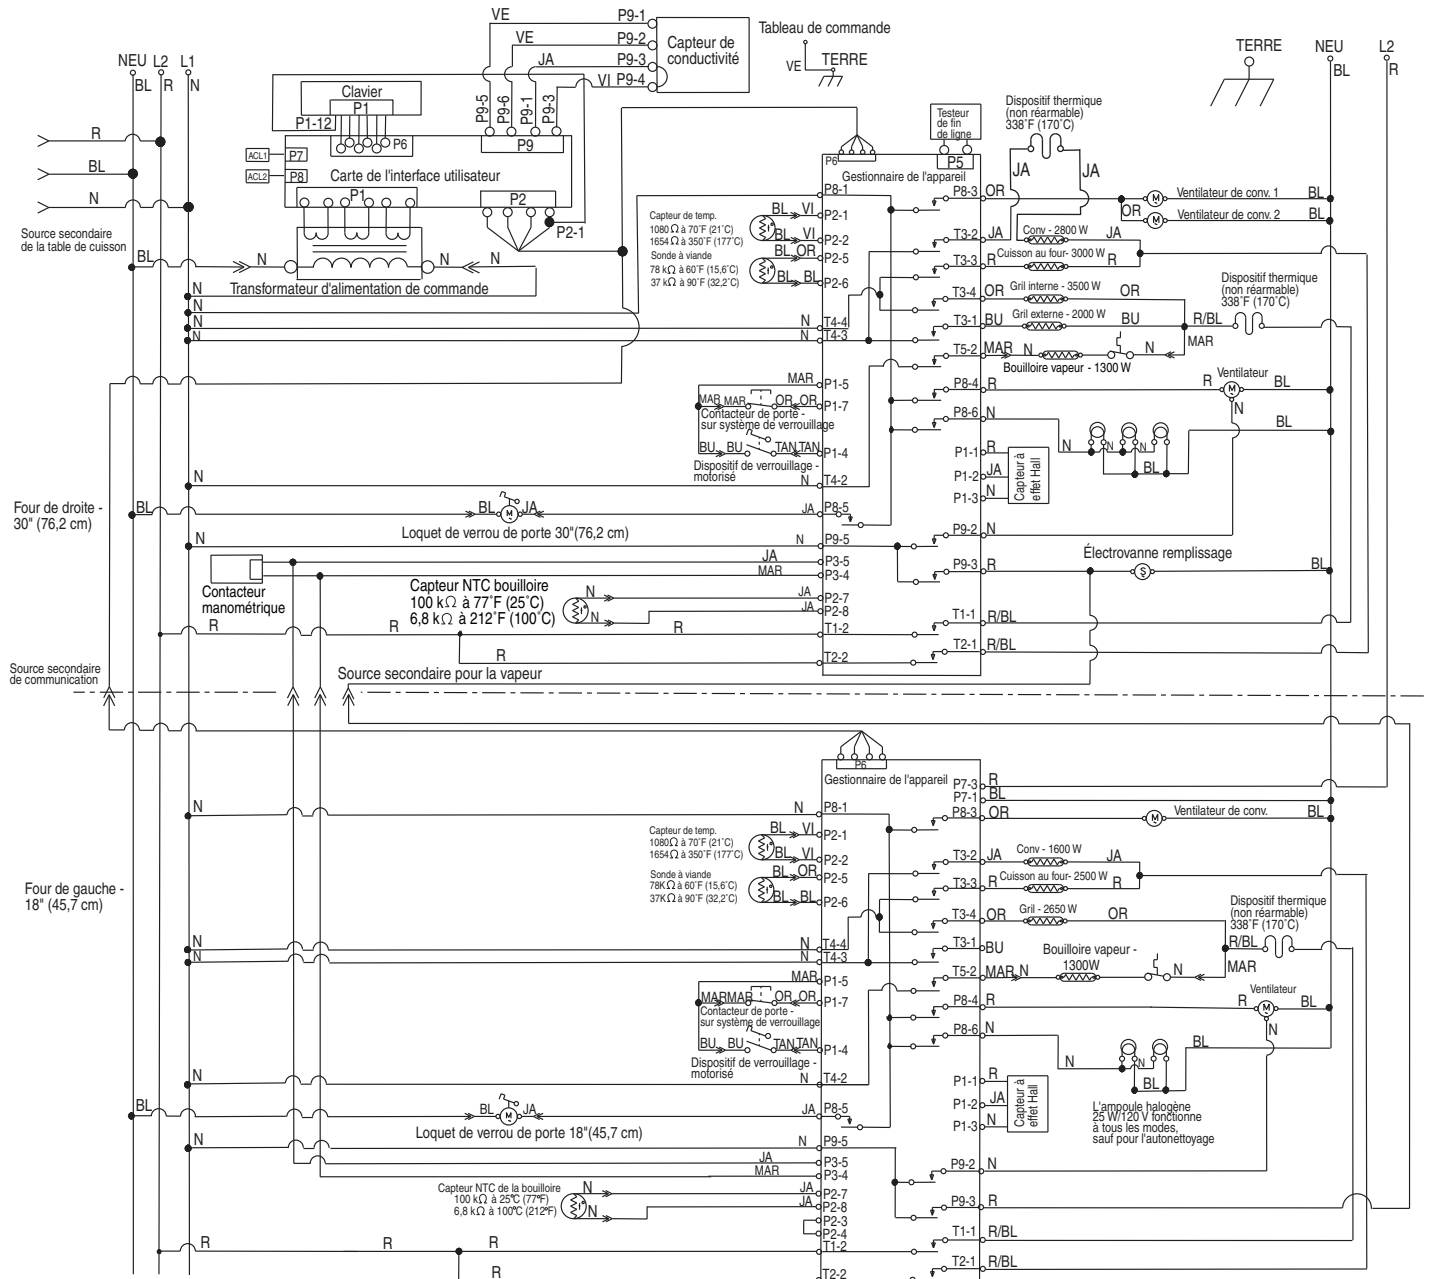 VE P9-1
VE P9-2
JA P9-3
VI P9-4
Capteur de
conductivité
Tableau de commande
VE TERRE
NEU L2 L1
BL R N
TERRE
NEU L2
BL R
Clavier
P1
P1-12
P6
P9-5 P9-6 P9-1 P9-3
P9
ACL1 P7
ACL2 P8
Carte de l'interface utilisateur
P1
P2
P2-1
R
BL
N
Source secondaire
de la table de cuisson
BL N N
Transformateur d'alimentation de commande
N
N
N
N
Testeur
de fin
de ligne
P6 P5
Gestionnaire de l'appareil
Dispositif thermique
(non réarmable)
338˚F (170˚C)
JA JA
Capteur de temp.
1080 Ω à 70˚F (21˚C)
1654 Ω à 350˚F (177˚C)
Sonde à viande
78 kΩ à 60˚F (15,6˚C)
37 kΩ à 90˚F (32,2˚C)
P8-1
BL VI P2-1
BL VI P2-2
BL OR P2-5
BL BL P2-6
N T4-4
N T4-3
P8-3 OR
OR
Ventilateur de conv. 1 BL
Ventilateur de conv. 2 BL
T3-2 JA Conv - 2800 W JA
T3-3 R Cuisson au four- 3000 W R
T3-4 OR Gril interne - 3500 W OR
T3-1 BU Gril externe - 2000 W BU
R/BL
MAR
Dispositif thermique
(non réarmable)
338˚F (170˚C)
T5-2 MAR N N
Bouilloire vapeur - 1300 W
P8-4 R R Ventilateur BL
N
P8-6 N
N N N
BL BL
MAR P1-5
MAR MAR OR OR P1-7
Contacteur de porte -
sur système de verrouillage
BU BU TAN TAN P1-4
Dispositif de verrouillage -
motorisé
P1-1 R
P1-2 JA
P1-3 N
Capteur à
effet Hall
N N T4-2
Four de droite -
30" (76,2 cm)
BL BL M JA JA P8-5
Loquet de verrou de porte 30"(76,2 cm)
N N P9-5
P9-2 N
JA P3-5
MAR P3-4
Contacteur
manométrique
P9-3 R Électrovanne remplissage S BL
Capteur NTC bouilloire
100 kΩ à 77˚F (25˚C)
6,8 kΩ à 212˚F (100˚C)
N JA P2-7
N JA P2-8
R R R T1-2
R T2-2
T1-1 R/BL
T2-1 R/BL
Source secondaire
de communication
Source secondaire pour la vapeur
P6
Gestionnaire de l'appareil
P7-3 R
P7-1 BL
N N P8-1
P8-3 OR M Ventilateur de conv. BL
Capteur de temp.
1080Ω à 70˚F (21˚C)
1654Ω à 350˚F (177˚C)
Sonde à viande
78KΩ à 60˚F (15,6˚C)
37KΩ à 90˚F (32,2˚C)
BL VI P2-1
BL VI P2-2
BL OR P2-5
BL BL P2-6
T3-2 JA Conv - 1600 W JA
T3-3 R Cuisson au four- 2500 W R
T3-4 OR Gril - 2650 W OR
Four de gauche -
18" (45,7 cm)
Dispositif thermique
(non réarmable)
338˚F (170˚C)
N N T4-4
N N T4-3
T3-1 BU
Bouilloire vapeur -
1300W
R/BL
MAR
T5-2 MAR N N
MAR P1-5
MAR MAR OR OR P1-7
Contacteur de porte -
sur système de verrouillage
BU BU TAN TAN P1-4
Dispositif de verrouillage -
motorisé
P8-4 R R Ventilateur M BL
N
P8-6 N
N N
BL BL
N N T4-2
P1-1 R
P1-2 JA
P1-3 N
Capteur à
effet Hall
L'ampoule halogène
25 W/120 V fonctionne
à tous les modes,
sauf pour l'autonettoyage
BL BL M JA JA P8-5
Loquet de verrou de porte 18"(45,7 cm)
N N P9-5
JA P3-5
MAR P3-4
P9-2 N
Capteur NTC de la bouilloire
100 kΩ à 25℃ (77℉)
6,8 kΩ à 100℃ (212℉)
N JA P2-7
N JA P2-8
P2-3
P2-4
P9-3 R
R R R T1-2
T1-1 R/BL
R T2-2
T2-1 R/BL